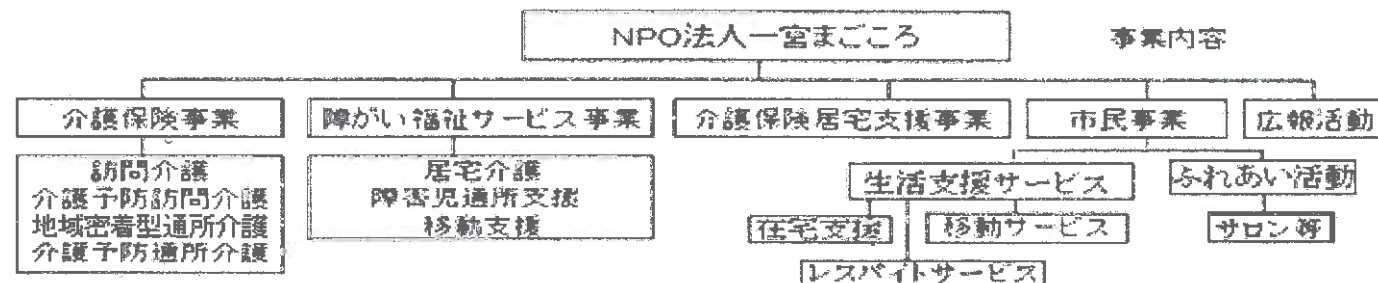 NPO法人一宮まごころ
事業内容
介護保険事業
障がい福祉サービス事業
介護保険居宅支援事業
市民事業
広報活動
訪問介護
介護予防訪問介護
地域密着型通所介護
介護予防通所介護
居宅介護
障害児通所支援
移動支援
生活支援サービス
ふれあい活動
在宅支援
移動サービス
サロン等
レスパイトサービス